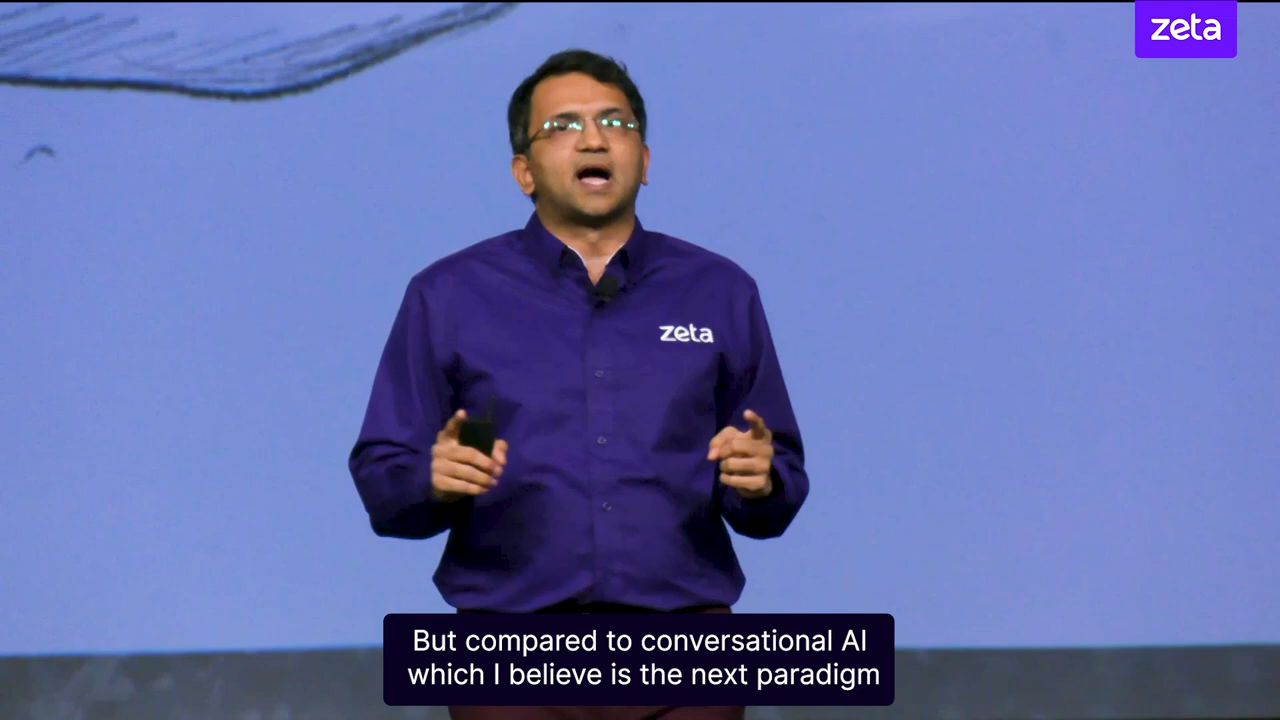 zeta
zeta
But compared to conversational AI
which I believe is the next paradigm